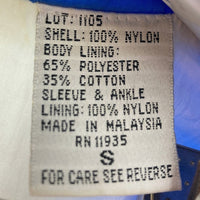 LOT: 1105
SHELL: 100% NYLON
BODY LINING:
65% POLYESTER
35% COTTON
SLEEVE & ANKLE
LINING: 100% NYLON
MADE IN MALAYSIA
RN 11935
S
FOR CARE SEE REVERSE